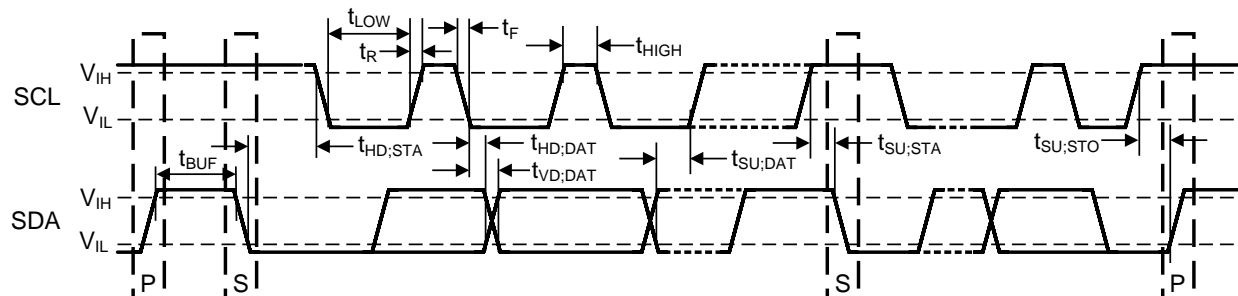 tLOW
tR
tF
tHIGH
VIH
SCL
VIL
tHD;STA
tHD;DAT
tVD;DAT
tSU;DAT
tSU;STA
tSU;STO
tBUF
VIH
SDA
VIL
P
S
S
P